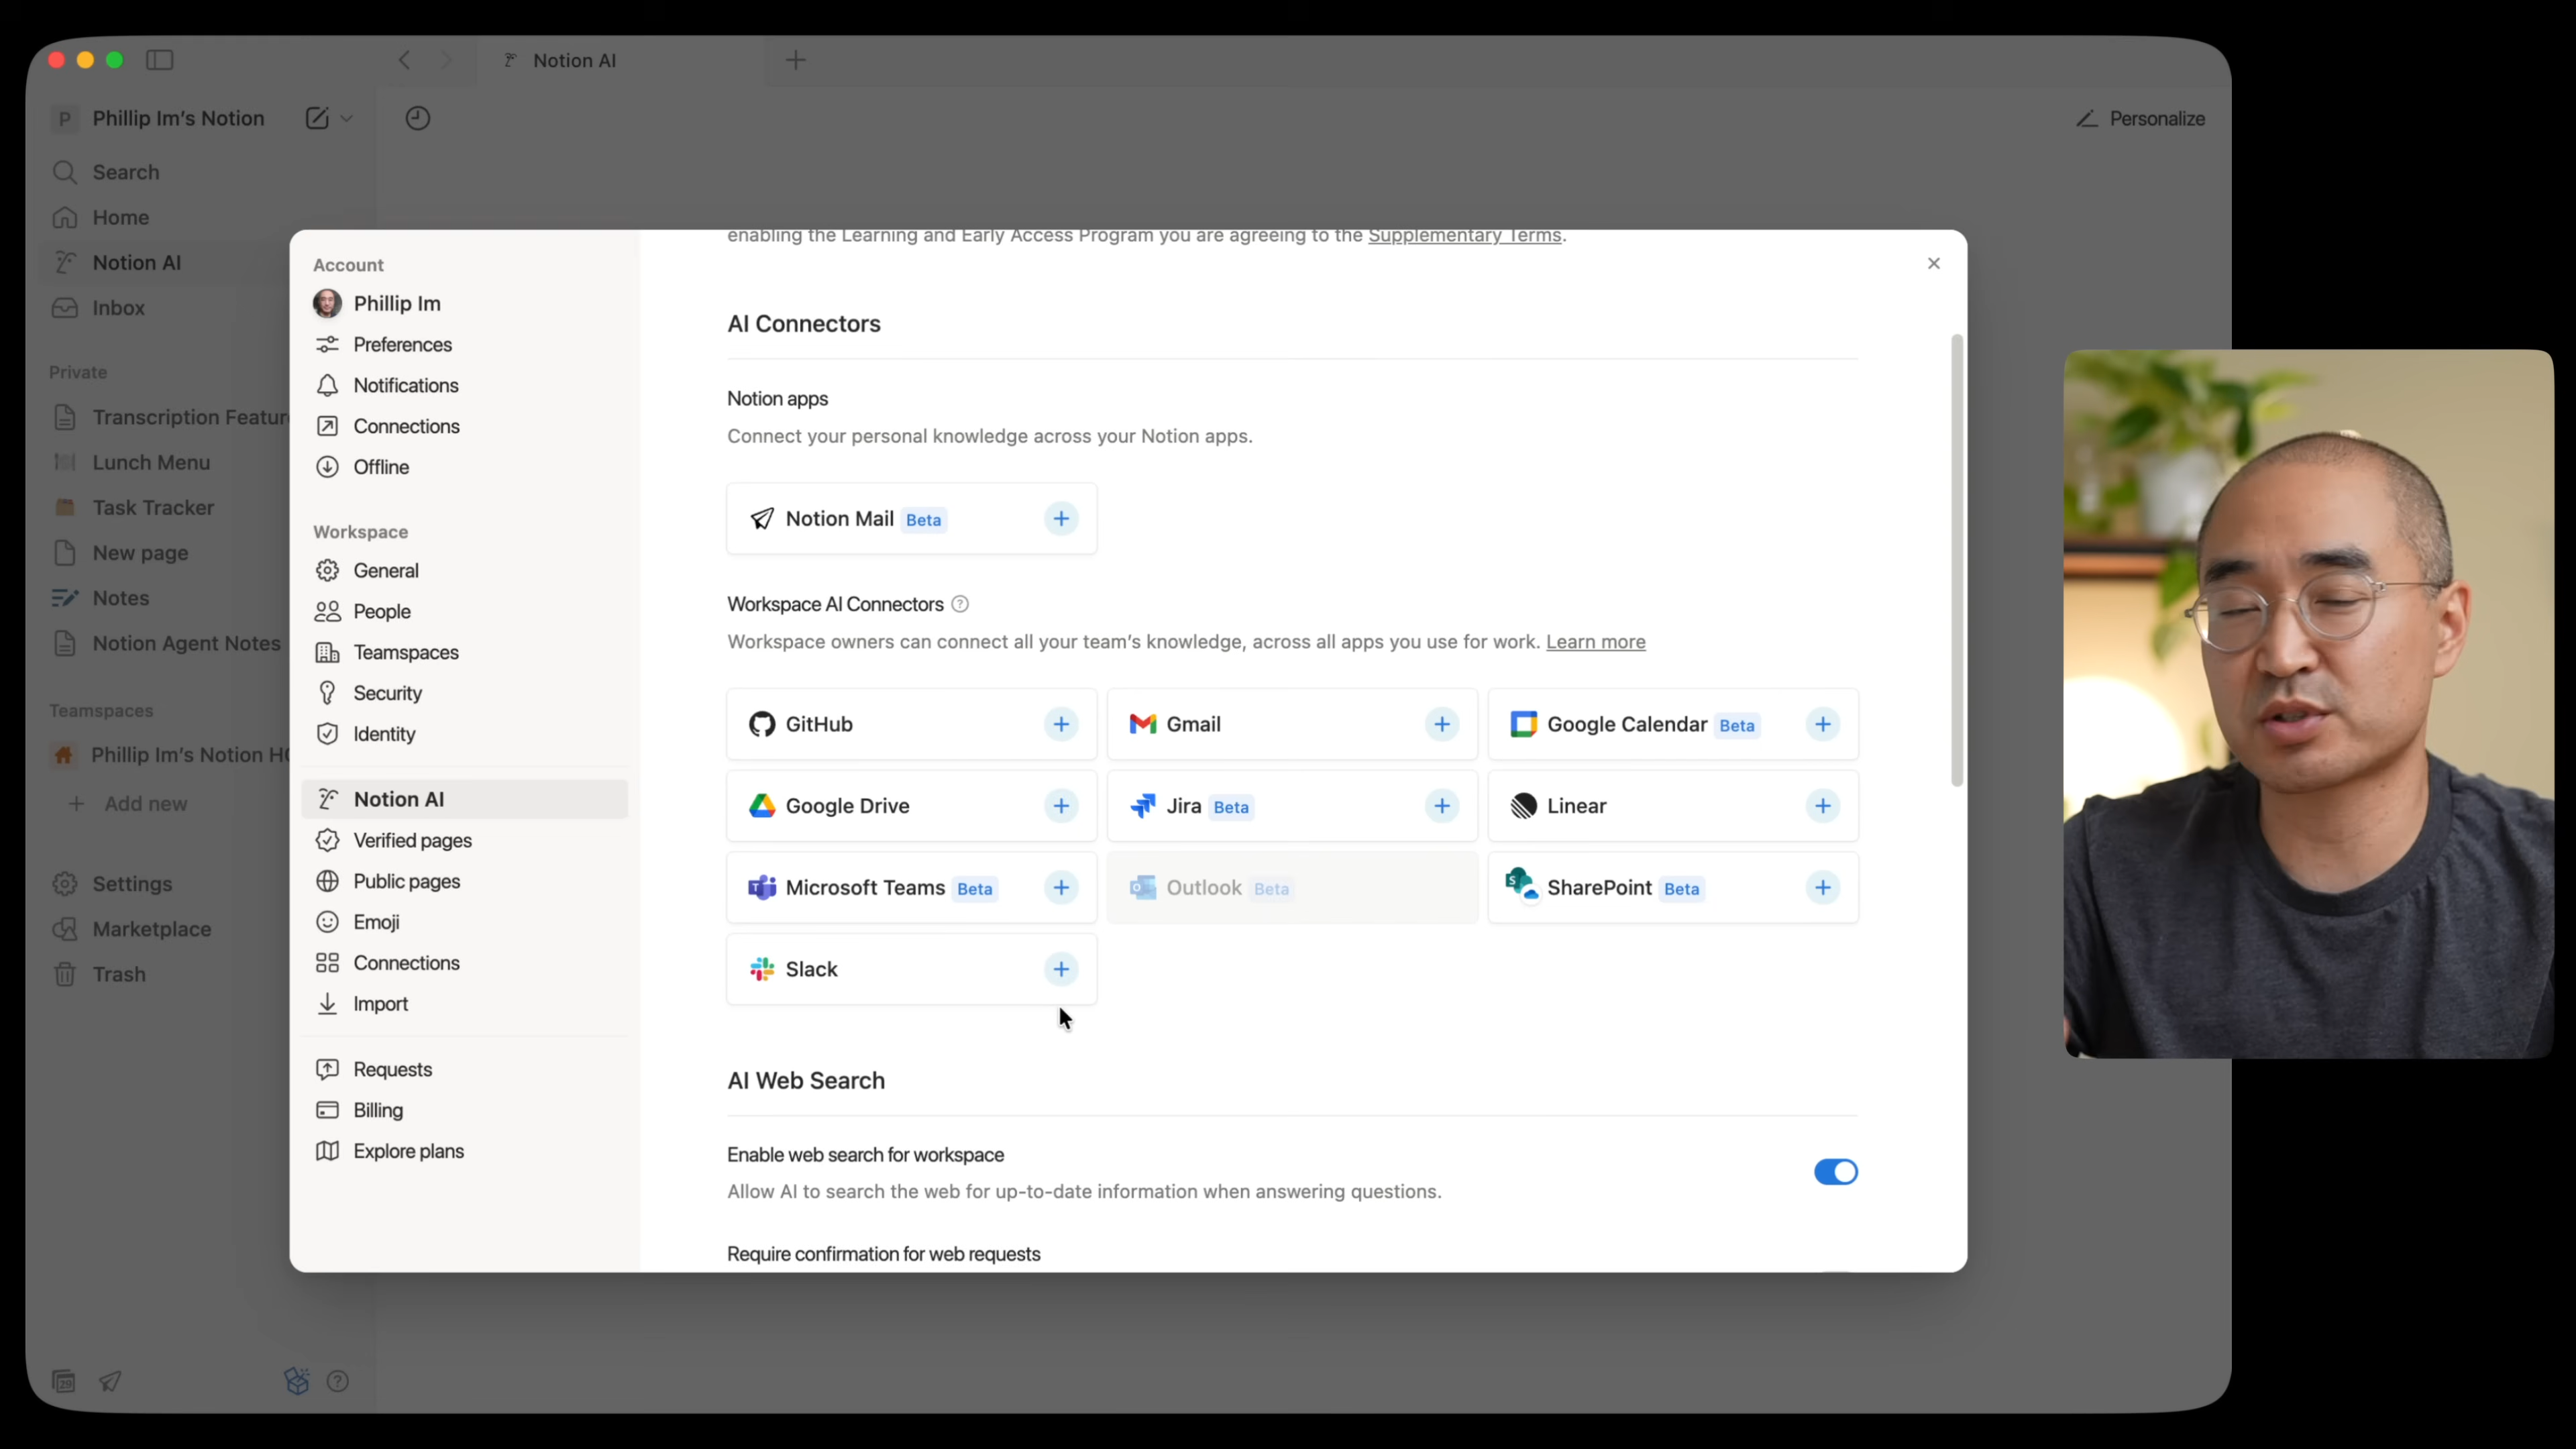 Notion AI
P
Phillip Im's Notion
Personalize
Search
Home
Notion AI
Inbox
Private
Transcription Featur
Lunch Menu
Task Tracker
New page
Notes
Notion Agent Notes
Teamspaces
Phillip Im's Notion H
Add new
Settings
Marketplace
Trash
29
Account
Phillip Im
Preferences
Notifications
Connections
Offline
Workspace
General
People
Teamspaces
Security
Identity
Notion AI
Verified pages
Public pages
Emoji
Connections
Import
Requests
Billing
Explore plans
enabling the Learning and Early Access Program you are agreeing to the Supplementary Terms.
AI Connectors
Notion apps
Connect your personal knowledge across your Notion apps.
Notion Mail Beta
Workspace AI Connectors
Workspace owners can connect all your team's knowledge, across all apps you use for work. Learn more
GitHub
Gmail
Google Calendar Beta
Google Drive
Jira Beta
Linear
Microsoft Teams Beta
Outlook Beta
SharePoint Beta
Slack
AI Web Search
Enable web search for workspace
Allow AI to search the web for up-to-date information when answering questions.
Require confirmation for web requests